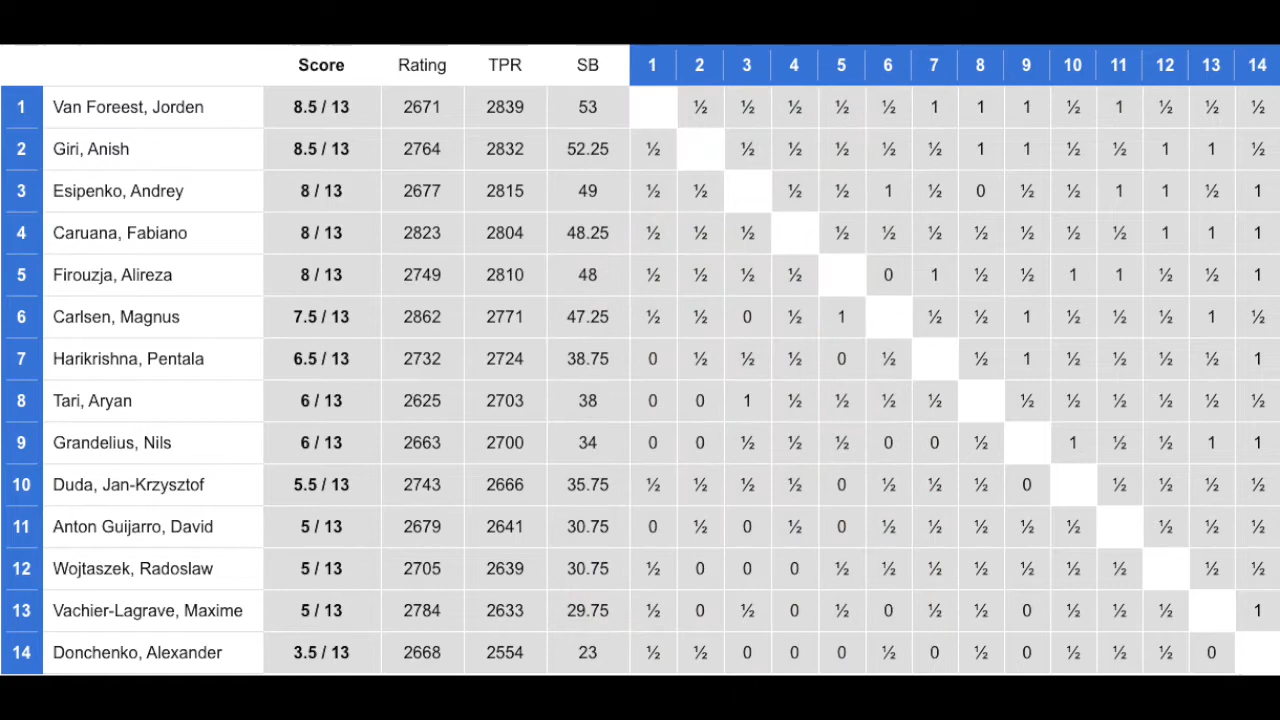 Score Rating TPR SB 1 2 3 4 5 6 7 8 9 10 11 12 13 14
1 Van Foreest, Jorden 8.5 / 13 2671 2839 53 ½ ½ ½ ½ ½ 1 1 1 ½ 1 ½ ½ ½
2 Giri, Anish 8.5 / 13 2764 2832 52.25 ½ ½ ½ ½ ½ ½ 1 1 ½ ½ 1 1 ½
3 Esipenko, Andrey 8 / 13 2677 2815 49 ½ ½ ½ ½ 1 ½ 0 ½ ½ 1 1 ½ 1
4 Caruana, Fabiano 8 / 13 2823 2804 48.25 ½ ½ ½ ½ ½ ½ ½ ½ ½ ½ 1 1 1
5 Firouzja, Alireza 8 / 13 2749 2810 48 ½ ½ ½ ½ 0 1 ½ ½ 1 1 ½ ½ 1
6 Carlsen, Magnus 7.5 / 13 2862 2771 47.25 ½ ½ 0 ½ 1 ½ ½ 1 ½ ½ ½ 1 ½
7 Harikrishna, Pentala 6.5 / 13 2732 2724 38.75 0 ½ ½ ½ 0 ½ ½ 1 ½ ½ ½ ½ 1
8 Tari, Aryan 6 / 13 2625 2703 38 0 0 1 ½ ½ ½ ½ ½ ½ ½ ½ ½ ½
9 Grandelius, Nils 6 / 13 2663 2700 34 0 0 ½ ½ ½ 0 0 ½ 1 ½ ½ 1 1
10 Duda, Jan-Krzysztof 5.5 / 13 2743 2666 35.75 ½ ½ ½ ½ 0 ½ ½ ½ 0 ½ ½ ½ ½
11 Anton Guijarro, David 5 / 13 2679 2641 30.75 0 ½ 0 ½ 0 ½ ½ ½ ½ ½ ½ ½ ½
12 Wojtaszek, Radoslaw 5 / 13 2705 2639 30.75 ½ 0 0 0 ½ ½ ½ ½ ½ ½ ½ ½ ½
13 Vachier-Lagrave, Maxime 5 / 13 2784 2633 29.75 ½ 0 ½ 0 ½ 0 ½ ½ 0 ½ ½ ½ 1
14 Donchenko, Alexander 3.5 / 13 2668 2554 23 ½ ½ 0 0 0 ½ 0 ½ 0 ½ ½ ½ 0